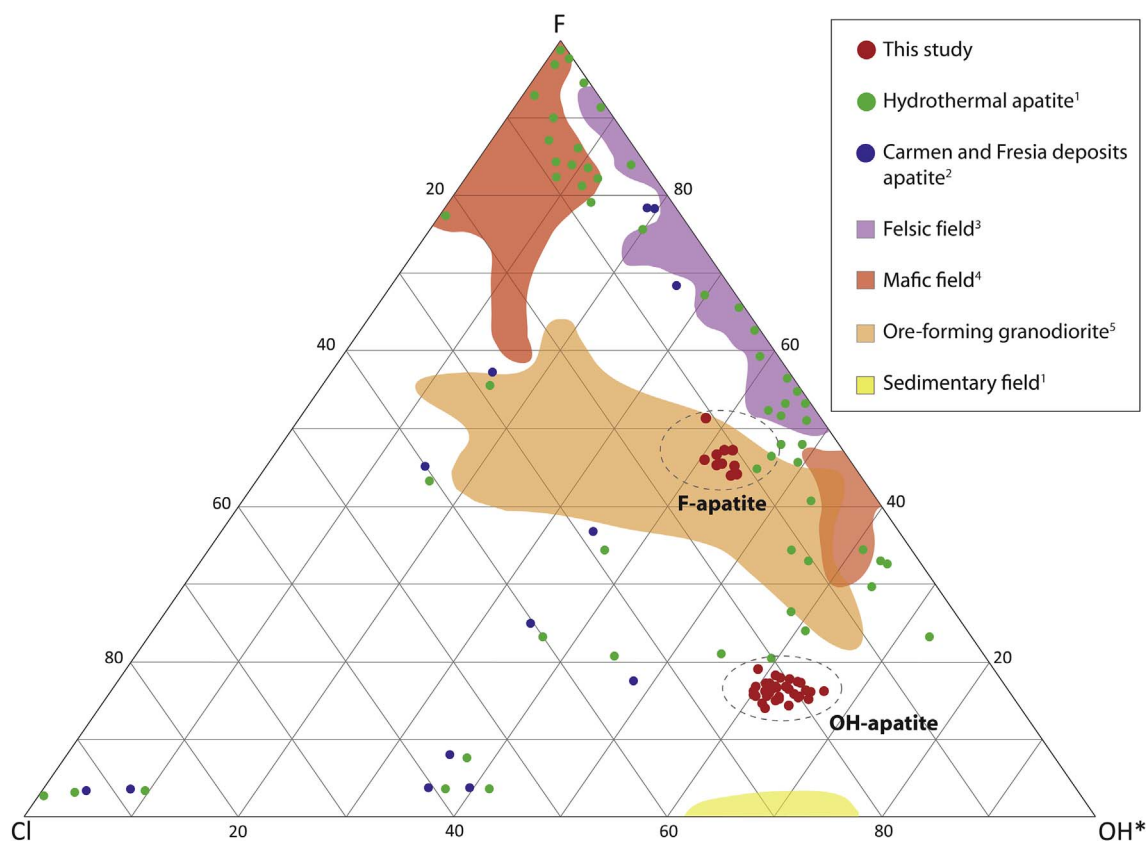 F
This study
Hydrothermal apatite¹
Carmen and Fresia deposits
apatite²
Felsic field³
Mafic field⁴
Ore-forming granodiorite⁵
Sedimentary field¹
20
80
40
60
F-apatite
60
40
80
20
OH-apatite
Cl
20
40
60
80
OH*